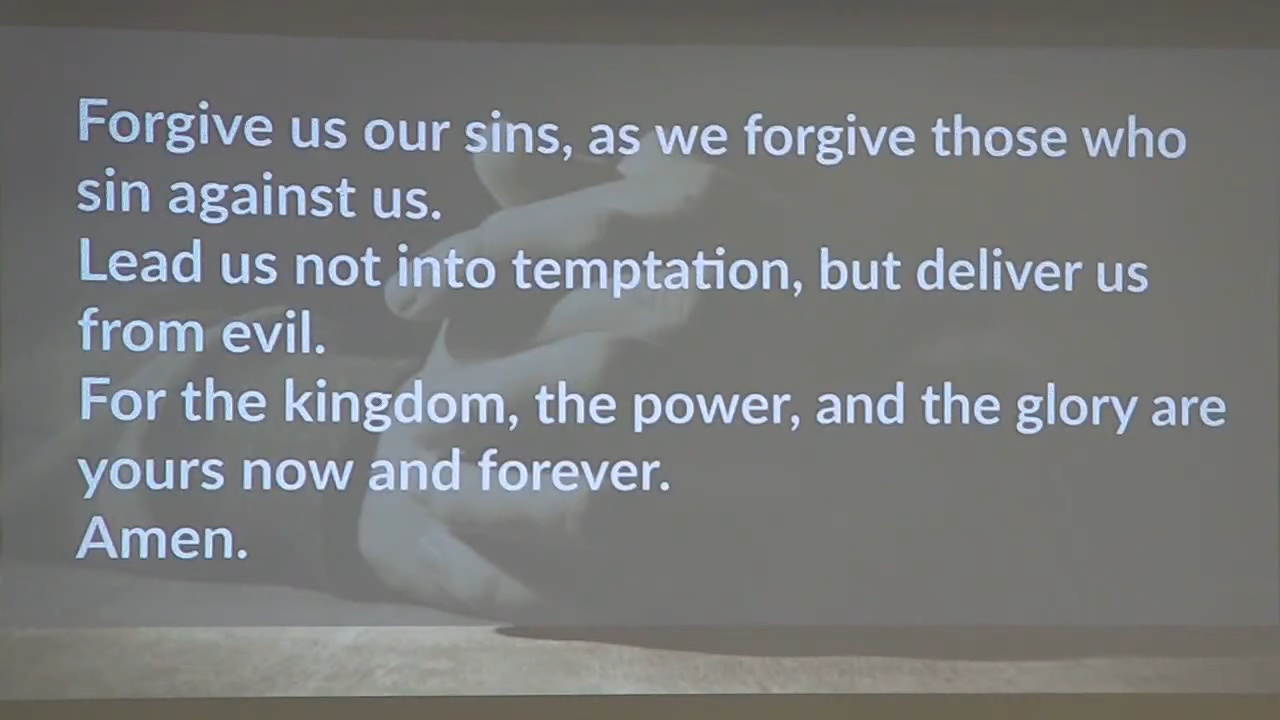 Forgive us our sins, as we forgive those who
sin against us.
Lead us not into temptation, but deliver us
from evil.
For the kingdom, the power, and the glory are
yours now and forever.
Amen.